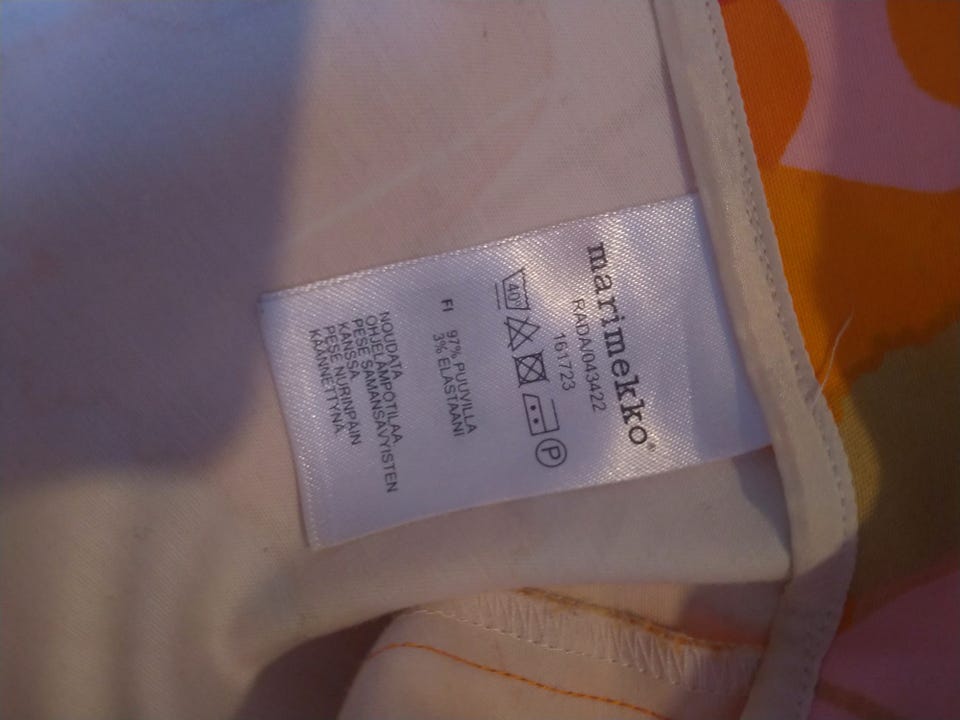 marimekko®
RADA/043422
161723
40 P
FI 97% PUUVILLA
3% ELASTAANI
NOUDATA
OHJELÄMPÖTILAA.
PESE SAMANSÄVYISTEN
KANSSA.
PESE NURINPÄIN
KÄÄNNETTYNÄ.